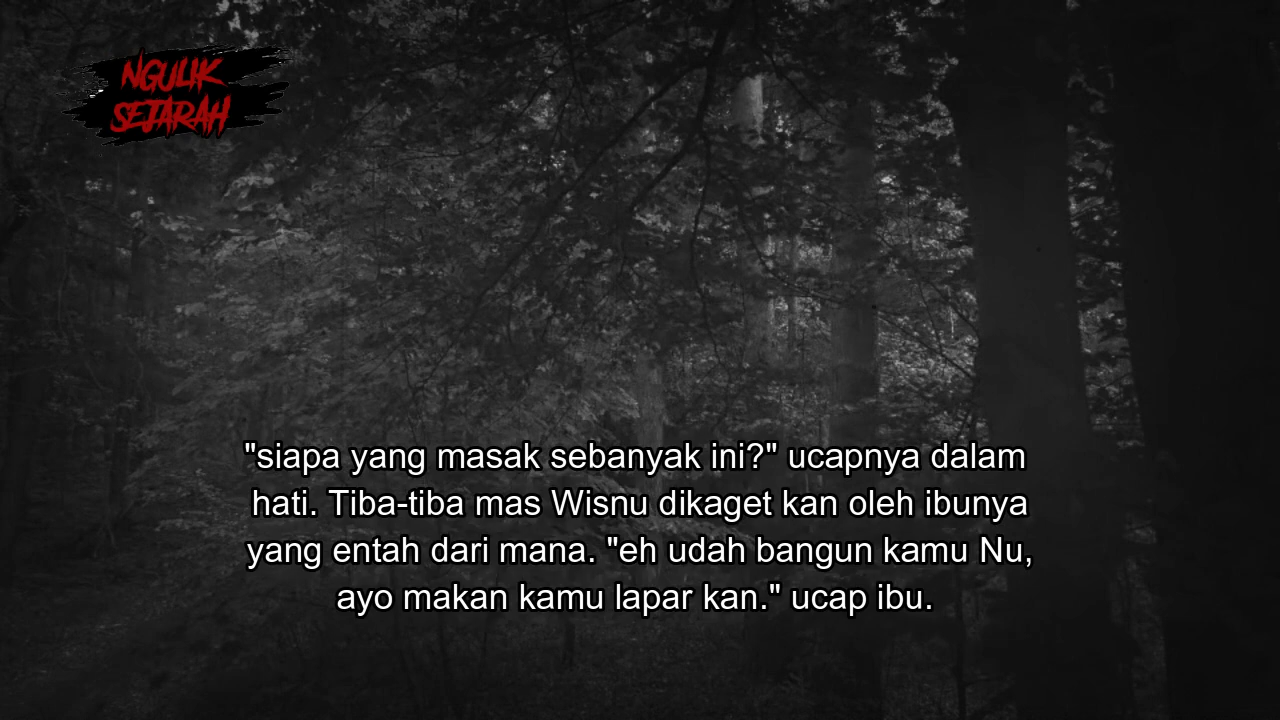 NGULIK
SEJARAH
"siapa yang masak sebanyak ini?" ucapnya dalam
hati. Tiba-tiba mas Wisnu dikaget kan oleh ibunya
yang entah dari mana. "eh udah bangun kamu Nu,
ayo makan kamu lapar kan." ucap ibu.